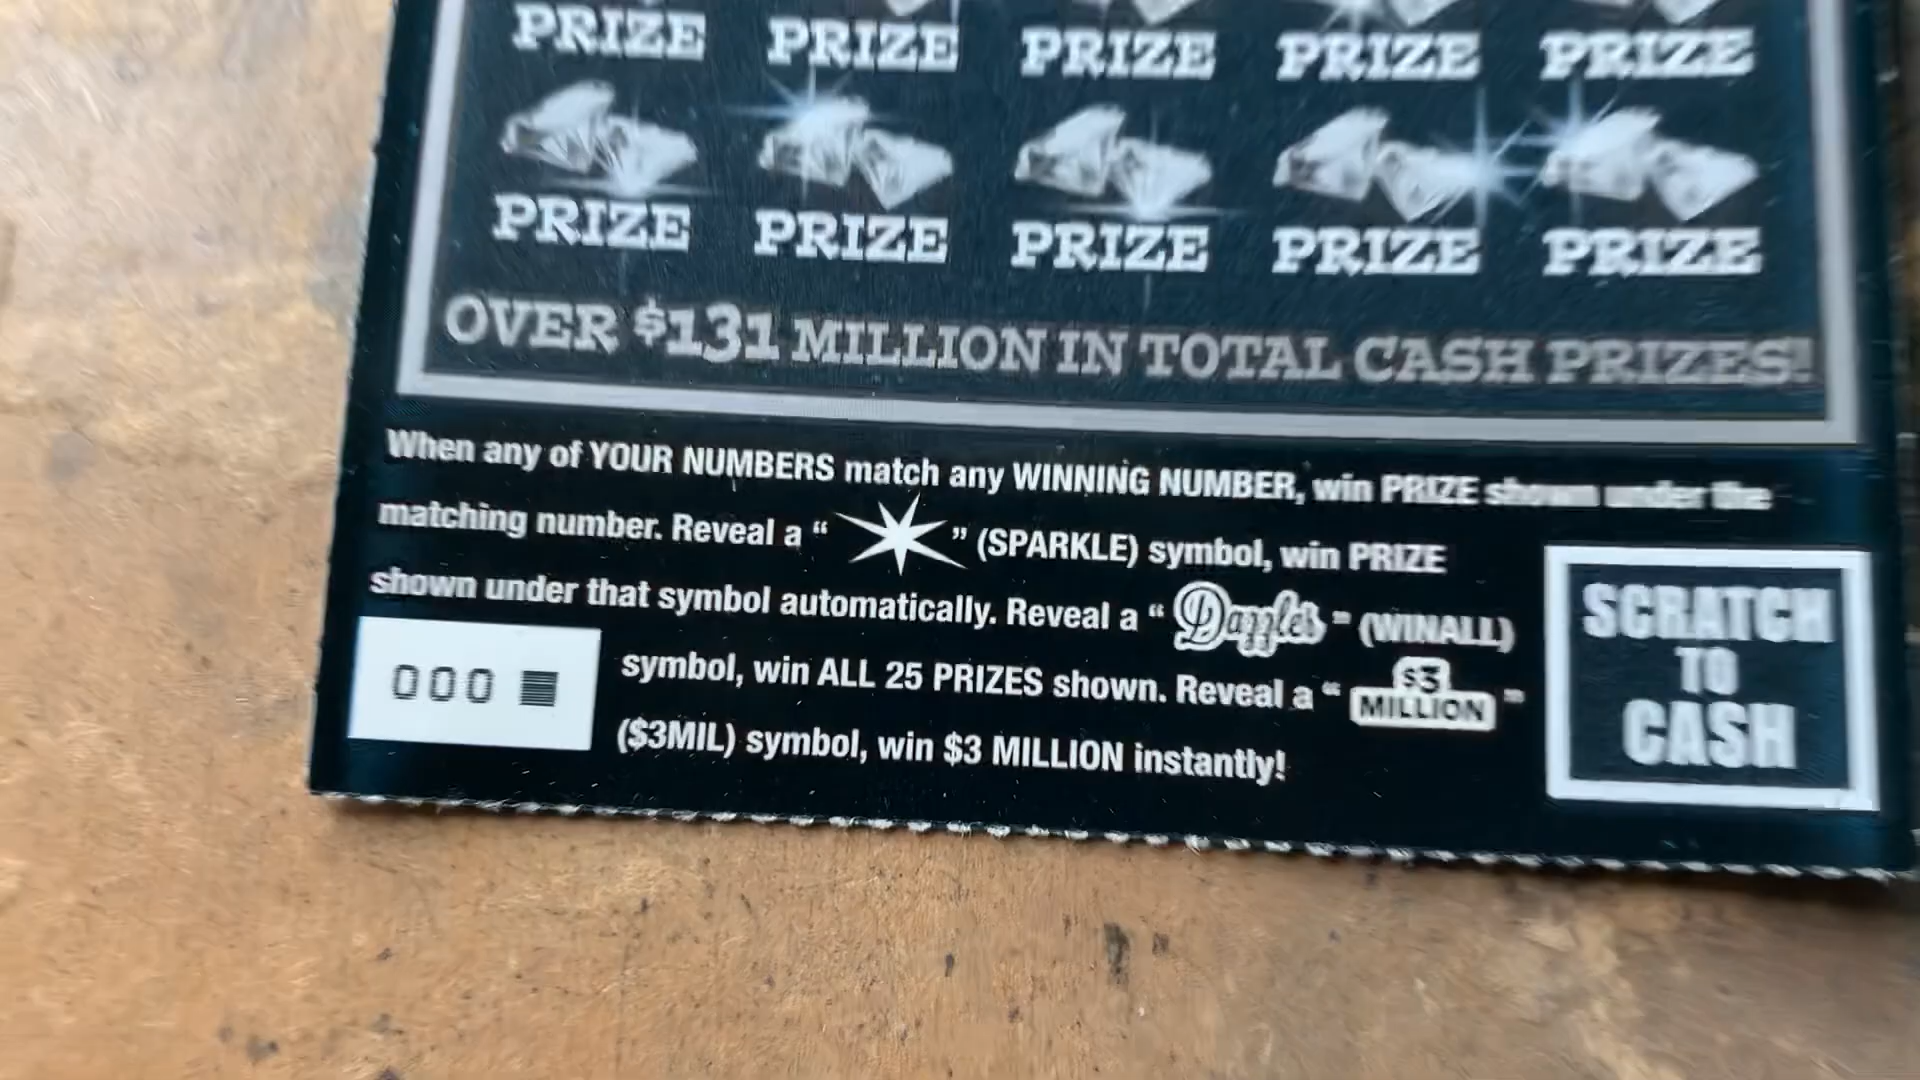 PRIZE PRIZE PRIZE PRIZE PRIZE
PRIZE PRIZE PRIZE PRIZE PRIZE
OVER $131 MILLION IN TOTAL CASH PRIZES!
When any of YOUR NUMBERS match any WINNING NUMBER, win PRIZE shown under the
matching number. Reveal a “ ” (SPARKLE) symbol, win PRIZE
shown under that symbol automatically. Reveal a “ Dazzles ” (WINALL)
symbol, win ALL 25 PRIZES shown. Reveal a “ $3 MILLION ”
($3MIL) symbol, win $3 MILLION instantly!
000
SCRATCH
TO
CASH